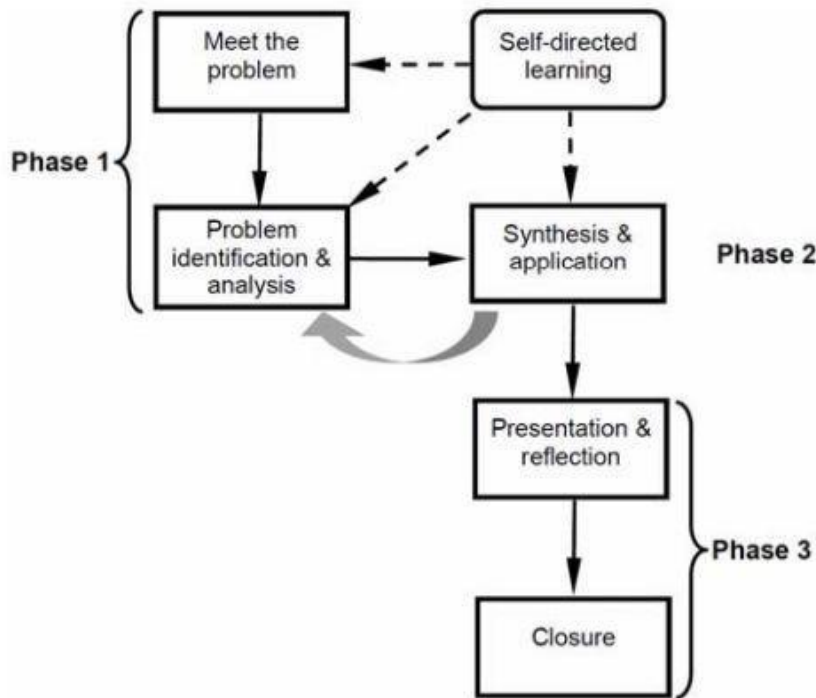 Meet the
problem
Self-directed
learning
Phase 1
Problem
identification &
analysis
Synthesis &
application
Phase 2
Presentation &
reflection
Phase 3
Closure